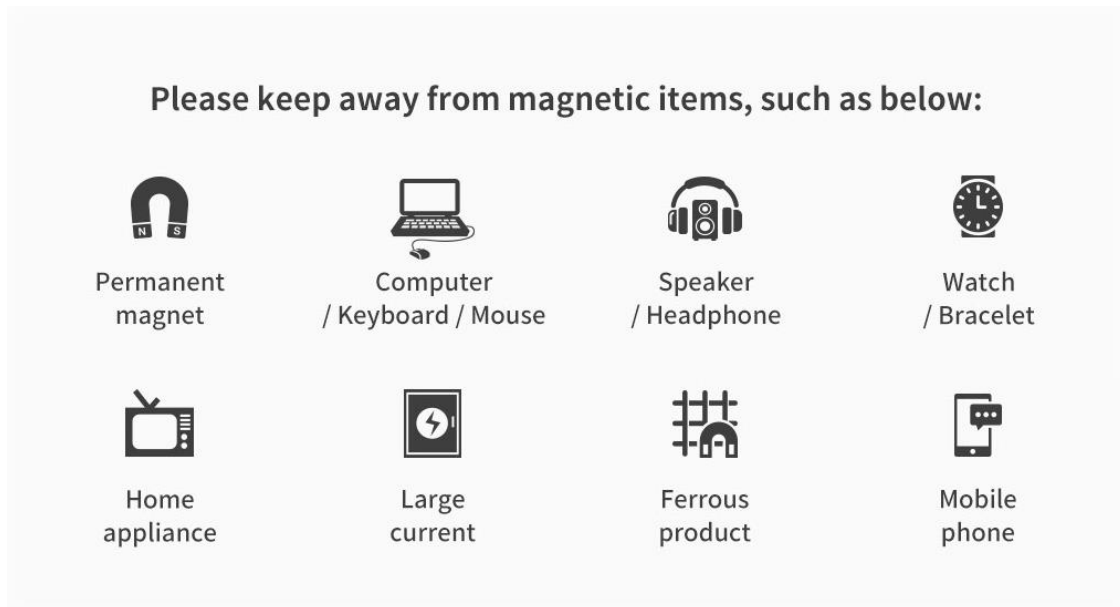 Please keep away from magnetic items, such as below:
N S
Permanent
magnet
Computer
/ Keyboard / Mouse
Speaker
/ Headphone
Watch
/ Bracelet
Home
appliance
Large
current
Ferrous
product
Mobile
phone